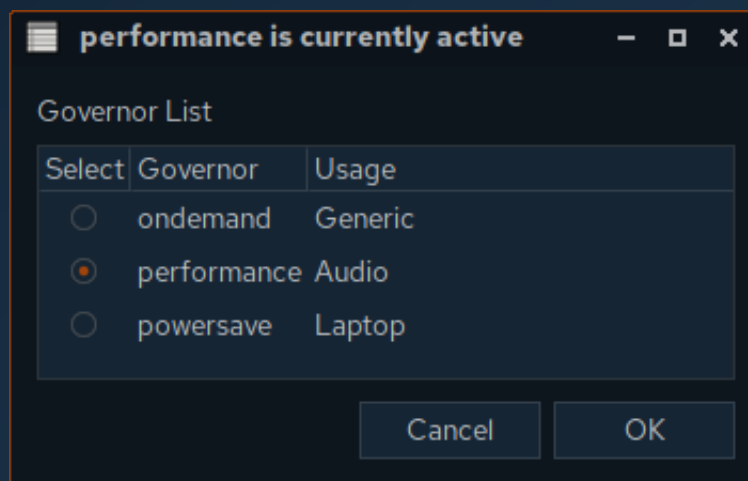 performance is currently active
Governor List
Select Governor Usage
ondemand Generic
performance Audio
powersave Laptop
Cancel OK